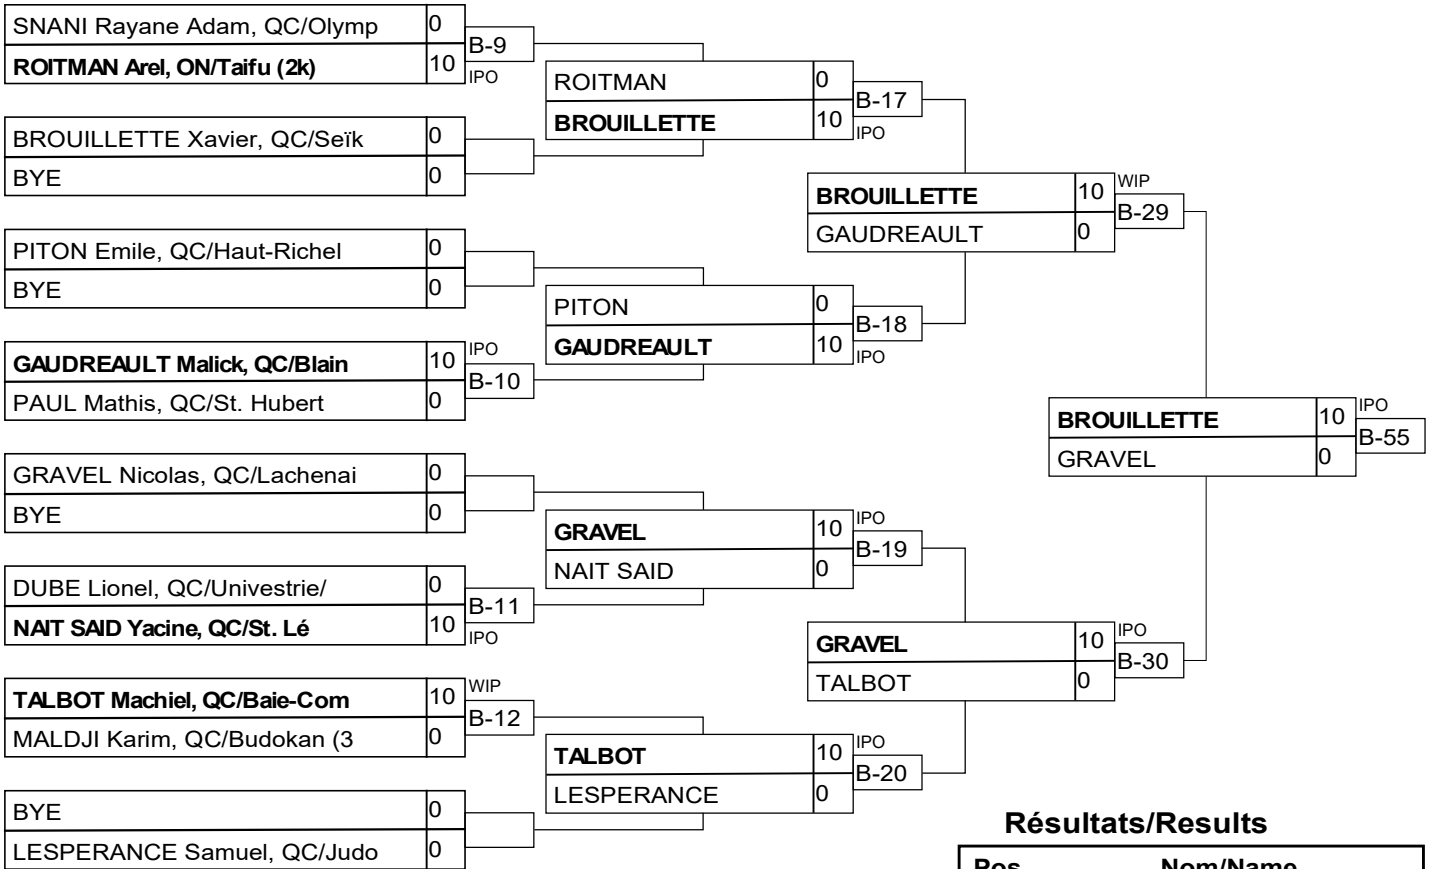 SNANI Rayane Adam, QC/Olymp 0
B-9
ROITMAN Arel, ON/Taifu (2k) 10
IPO
ROITMAN 0
B-17
BROUILLETTE 10
IPO
BROUILLETTE Xavier, QC/Seïk 0
BYE 0
WIP
BROUILLETTE 10
B-29
GAUDREAULT 0
PITON Emile, QC/Haut-Richel 0
BYE 0
PITON 0
B-18
GAUDREAULT 10
IPO
IPO
GAUDREAULT Malick, QC/Blain 10
B-10
PAUL Mathis, QC/St. Hubert 0
IPO
BROUILLETTE 10
B-55
GRAVEL 0
GRAVEL Nicolas, QC/Lachenai 0
BYE 0
IPO
GRAVEL 10
B-19
NAIT SAID 0
DUBE Lionel, QC/Univestrie/ 0
B-11
NAIT SAID Yacine, QC/St. Lé 10
IPO
IPO
GRAVEL 10
B-30
TALBOT 0
WIP
TALBOT Machiel, QC/Baie-Com 10
B-12
MALDJI Karim, QC/Budokan (3 0
IPO
TALBOT 10
B-20
LESPERANCE 0
BYE 0
LESPERANCE Samuel, QC/Judo 0
Résultats/Results
Pos Nom/Name